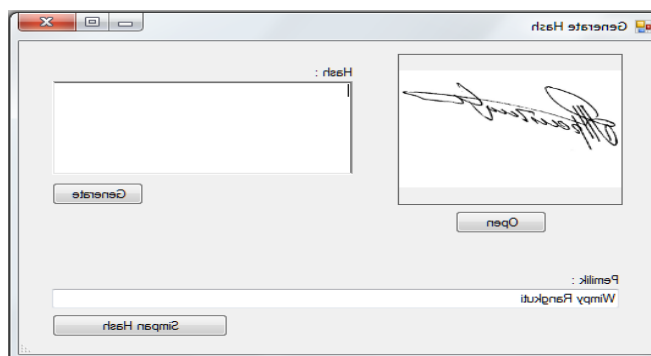 Generate Hash
Hash :
Generate
Open
Pemilik :
Wimpy Rangkuti
Simpan Hash